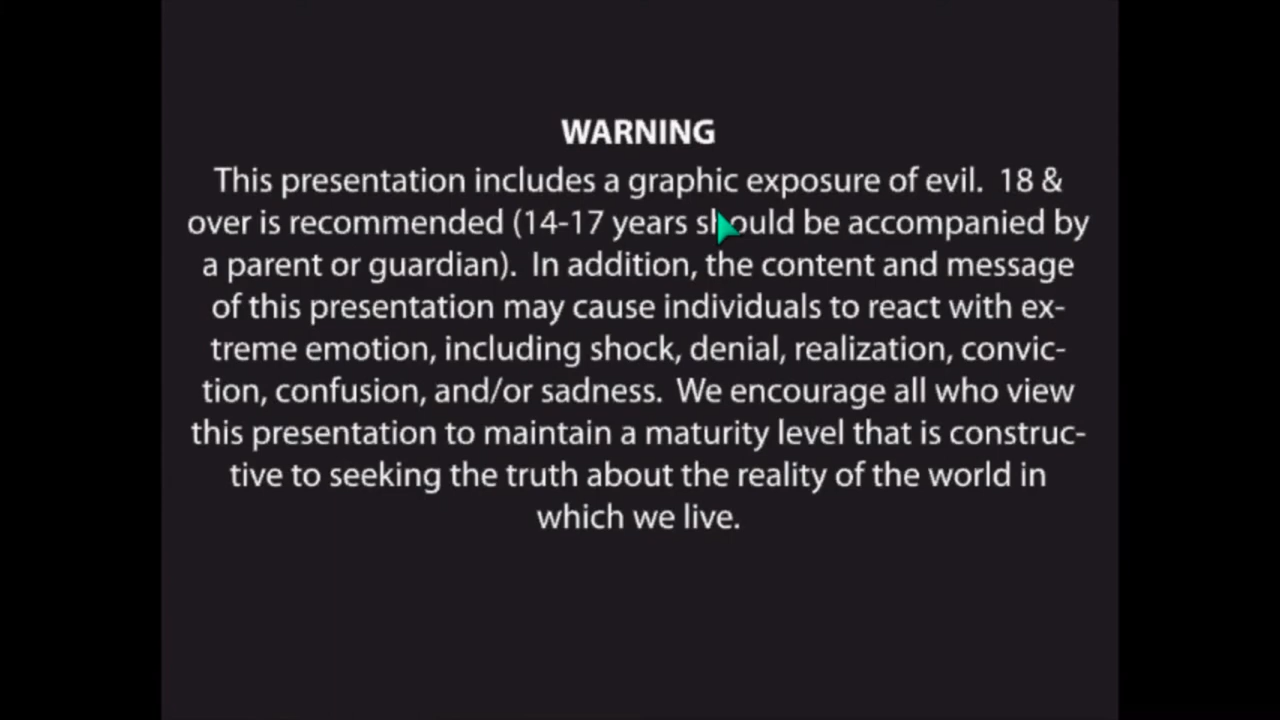 WARNING
This presentation includes a graphic exposure of evil.  18 &
over is recommended (14-17 years should be accompanied by
a parent or guardian).  In addition, the content and message
of this presentation may cause individuals to react with ex-
treme emotion, including shock, denial, realization, convic-
tion, confusion, and/or sadness.  We encourage all who view
this presentation to maintain a maturity level that is construc-
tive to seeking the truth about the reality of the world in
which we live.